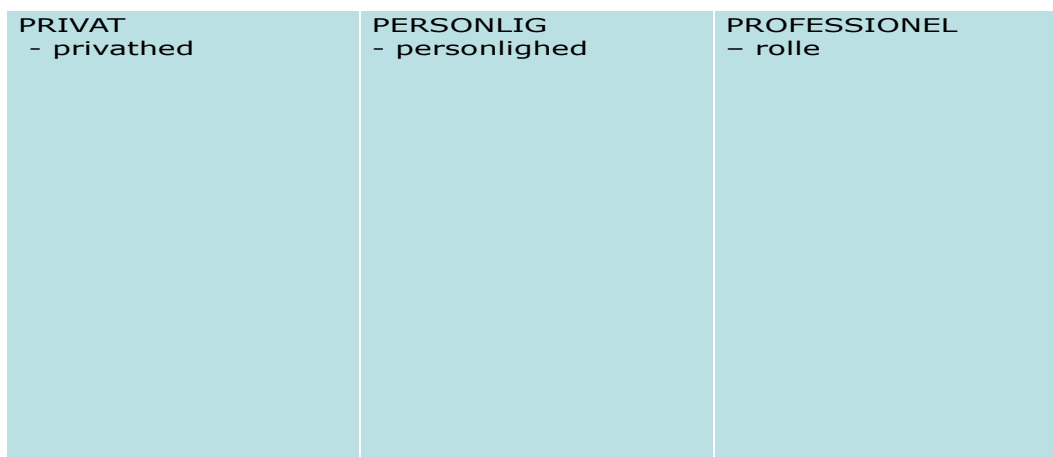 PRIVAT
- privathed
PERSONLIG
- personlighed
PROFESSIONEL
– rolle